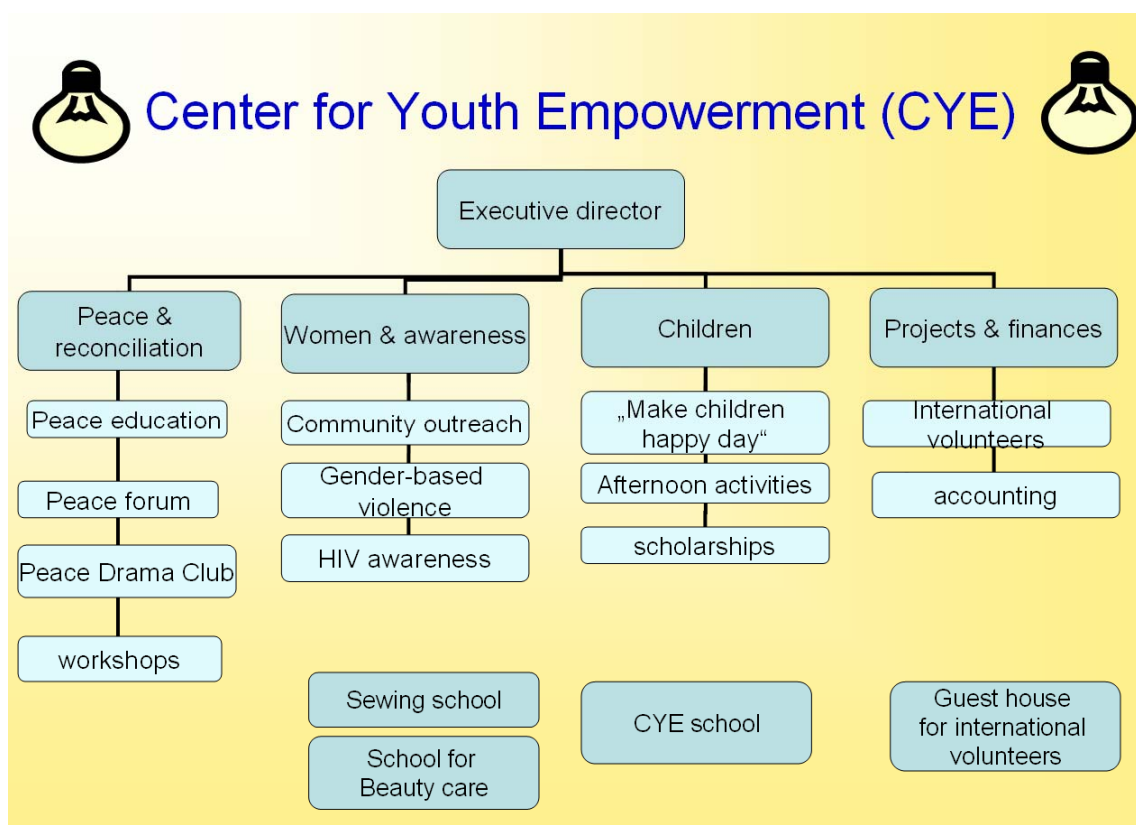 Center for Youth Empowerment (CYE)
Executive director
Peace &
reconciliation
Peace education
Peace forum
Peace Drama Club
workshops
Women & awareness
Community outreach
Gender-based
violence
HIV awareness
Children
„Make children
happy day“
Afternoon activities
scholarships
Projects & finances
International
volunteers
accounting
Sewing school
School for
Beauty care
CYE school
Guest house
for international
volunteers